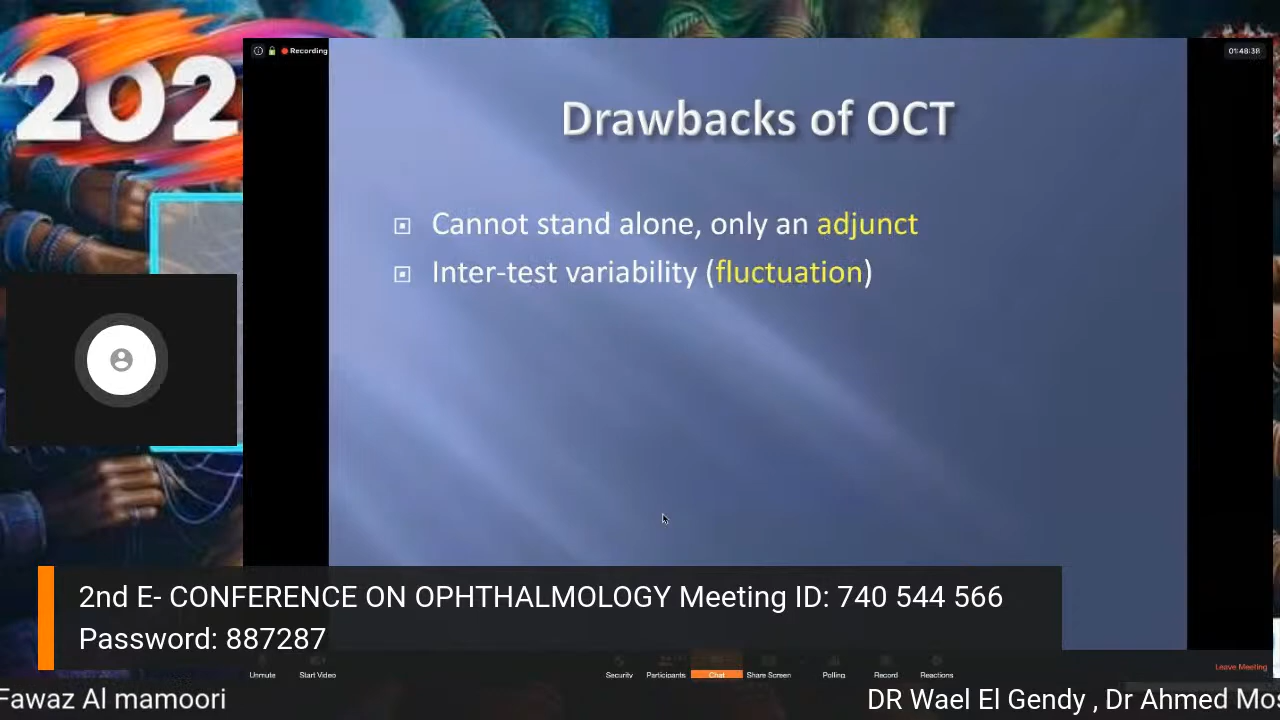 202
Recording
01:48:38
Drawbacks of OCT
Cannot stand alone, only an adjunct
Inter-test variability (fluctuation)
2nd E- CONFERENCE ON OPHTHALMOLOGY Meeting ID: 740 544 566
Password: 887287
Unmute Start Video Security Participants Chat Share Screen Polling Record Reactions Leave Meeting
Fawaz Al mamoori DR Wael El Gendy , Dr Ahmed Mos